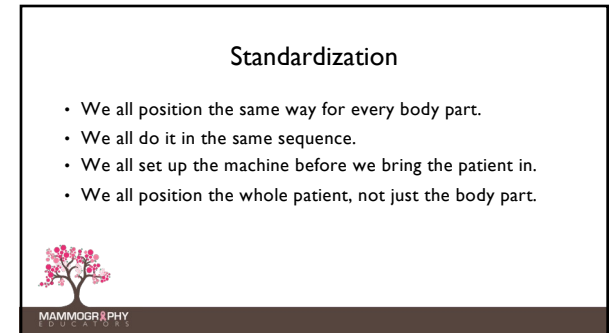 Standardization
• We all position the same way for every body part.
• We all do it in the same sequence.
• We all set up the machine before we bring the patient in.
• We all position the whole patient, not just the body part.
MAMMOGRAPHY
EDUCATORS